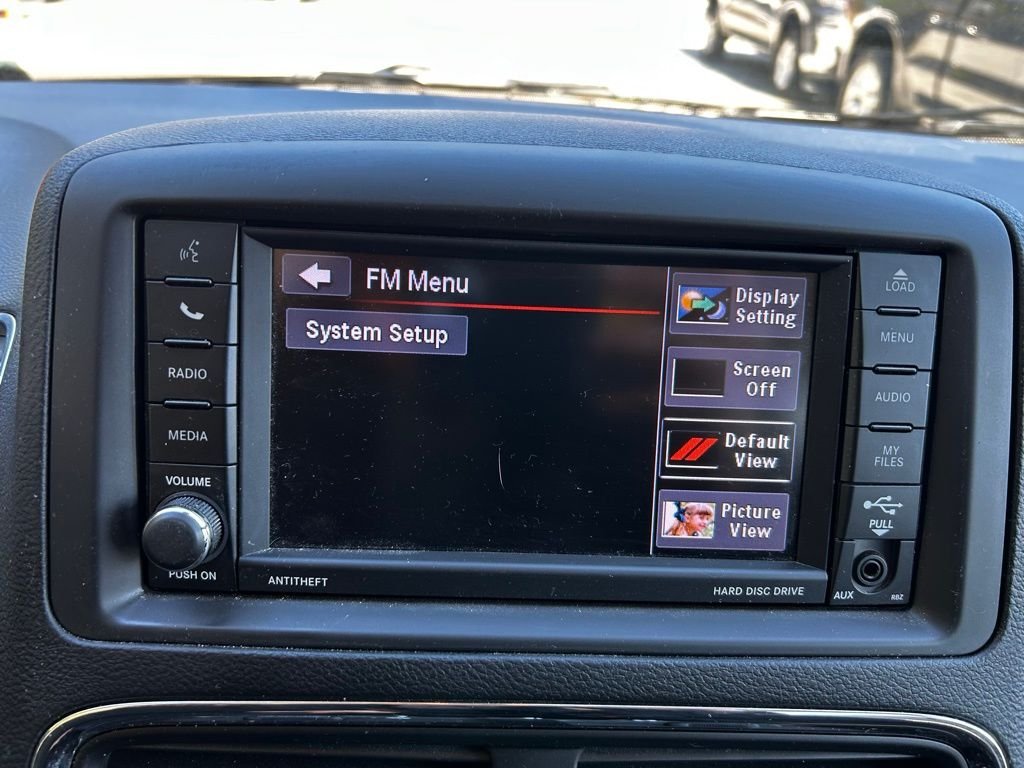 FM Menu
System Setup
Display
Setting
Screen
Off
Default
View
Picture
View
RADIO
MEDIA
VOLUME
PUSH ON
ANTITHEFT
HARD DISC DRIVE
LOAD
MENU
AUDIO
MY
FILES
PULL
AUX
RBZ